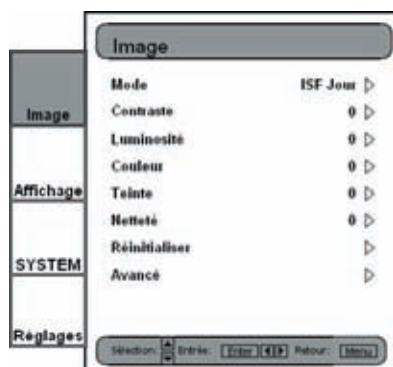 Image
Mode ISF Jour
Contraste 0
Luminosité 0
Couleur 0
Teinte 0
Netteté 0
Réinitialiser
Avancé
Image
Affichage
SYSTEM
Réglages
Sélection: Entrée: Enter Retour: Menu